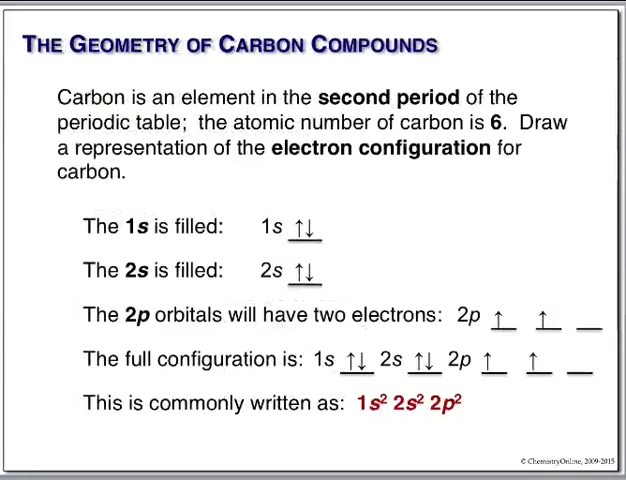 THE GEOMETRY OF CARBON COMPOUNDS
Carbon is an element in the second period of the
periodic table; the atomic number of carbon is 6. Draw
a representation of the electron configuration for
carbon.
The 1s is filled: 1s ↑↓
The 2s is filled: 2s ↑↓
The 2p orbitals will have two electrons: 2p ↑ ↑ __
The full configuration is: 1s ↑↓ 2s ↑↓ 2p ↑ ↑ __
This is commonly written as: 1s² 2s² 2p²
© ChemistryOnline, 2009-2015